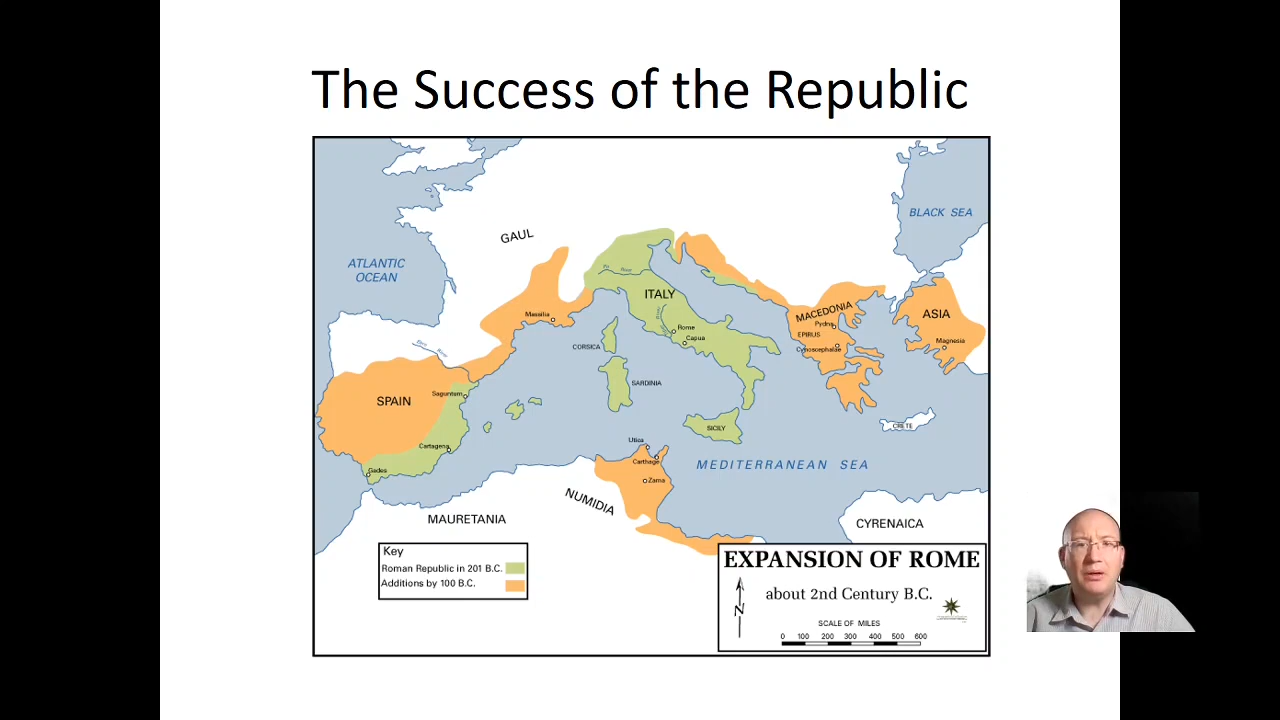 The Success of the Republic
BLACK SEA
GAUL
ATLANTIC
OCEAN
ITALY
MACEDONIA
ASIA
Massilia
Pydna
Rome
EPIRUS
Capua
Magnesia
CORSICA
Cynoscephalae
SARDINIA
Saguntum
SPAIN
CRETE
SICILY
Utica
Cartagena
Carthage
MEDITERRANEAN SEA
Gades
Zama
NUMIDIA
MAURETANIA
CYRENAICA
Key
Roman Republic in 201 B.C.
Additions by 100 B.C.
EXPANSION OF ROME
about 2nd Century B.C.
N
SCALE OF MILES
0 100 200 300 400 500 600